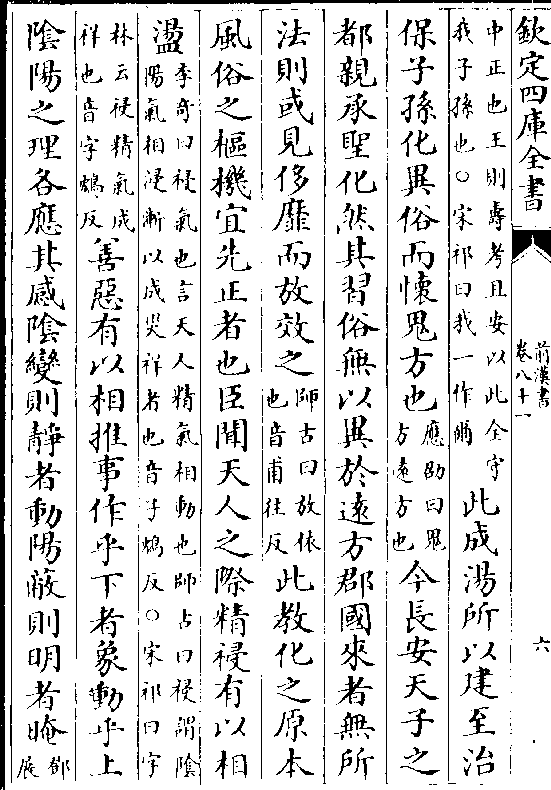 欽定四庫全書
前漢書
卷八十一
六
中正也王則壽考且安以此全守
我子孫也○宋祁曰我一作爾
此成湯所以建至治
保子孫化異俗而懷鬼方也
應劭曰鬼
方遠方也
今長安天子之
都親承聖化然其習俗無以異於遠方郡國來者無所
法則或見侈靡而放效之
師古曰放依
也音甫往反
此教化之原本
風俗之樞機宜先正者也臣聞天人之際精祲有以相
盪
李奇曰祲氣也言天人精氣相動也師古曰祲謂陰
陽氣相浸漸以成災祥者也音子鴆反○宋祁曰字
林云祲精氣成
祥也音字鴆反
善惡有以相推事作乎下者象動乎上
陰陽之理各應其感陰變則靜者動陽蔽則明者晻
鄧
展